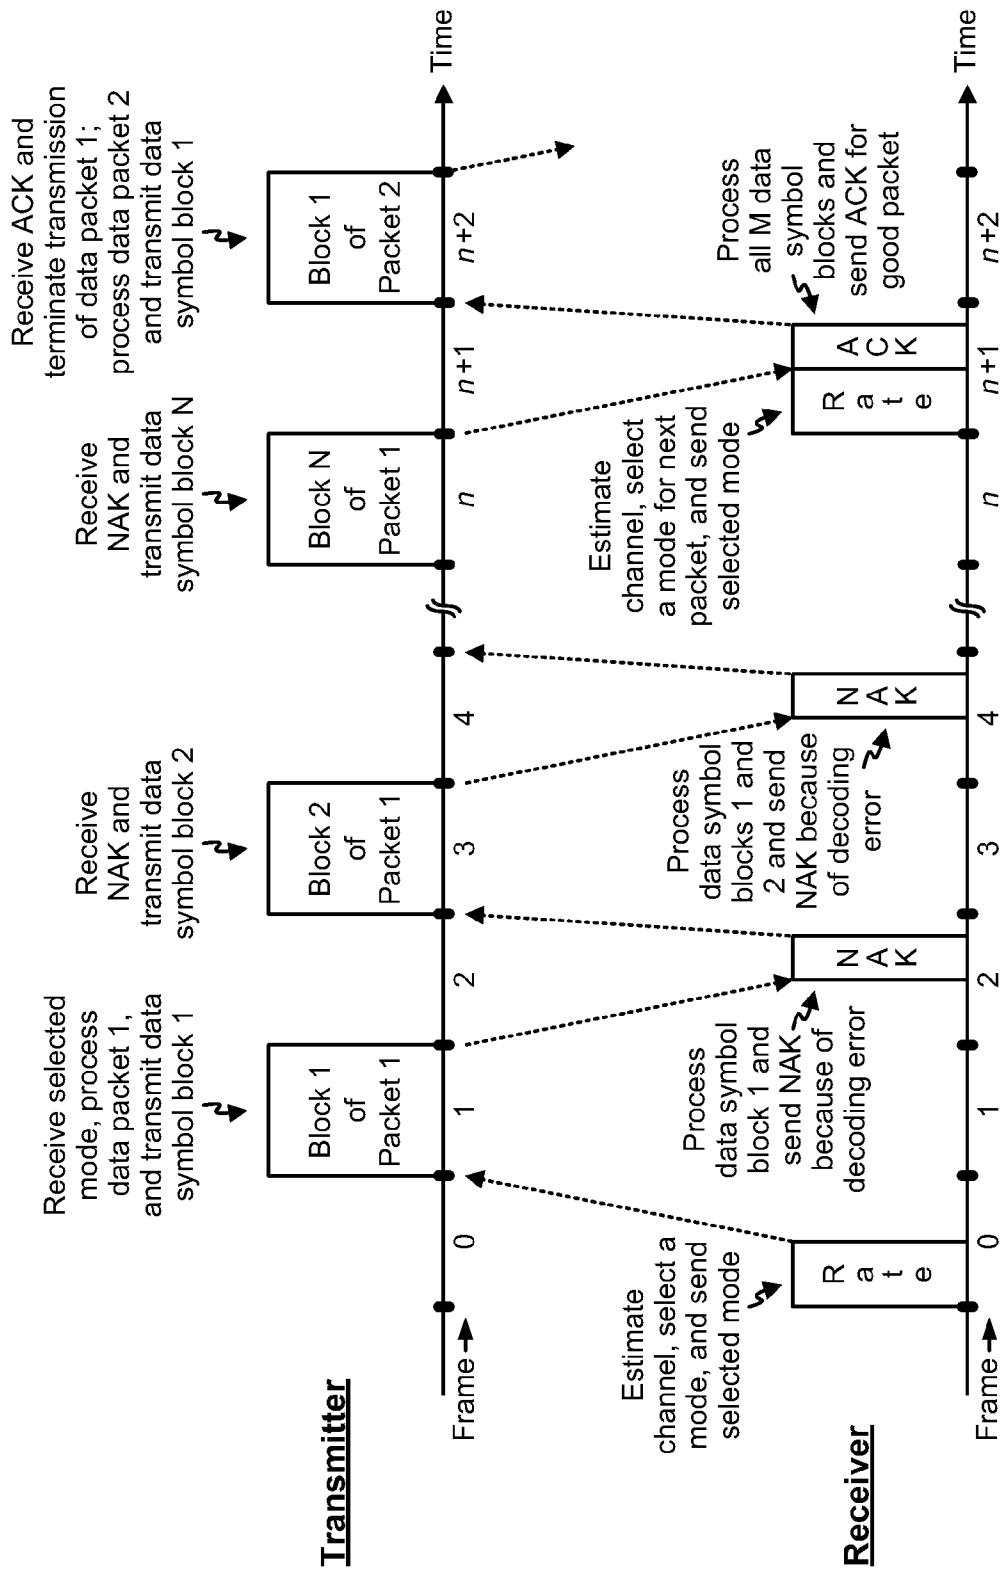 Transmitter
Receive selected
mode, process
data packet 1,
and transmit data
symbol block 1
Receive
NAK and
transmit data
symbol block 2
Receive
NAK and
transmit data
symbol block N
Receive ACK and
terminate transmission
of data packet 1;
process data packet 2
and transmit data
symbol block 1
Block 1
of
Packet 1
Block 2
of
Packet 1
Block N
of
Packet 1
Block 1
of
Packet 2
Time
Frame
0
1
2
3
4
n
n+1
n+2
Receiver
Estimate
channel, select a
mode, and send
selected mode
Process
data symbol
block 1 and
send NAK
because of
decoding error
Process
data symbol
blocks 1 and
2 and send
NAK because
of decoding
error
Estimate
channel, select
a mode for next
packet, and send
selected mode
Process
all M data
symbol
blocks and
send ACK for
good packet
Rate
NAK
NAK
Rate
ACK
Time
Frame
0
1
2
3
4
n
n+1
n+2